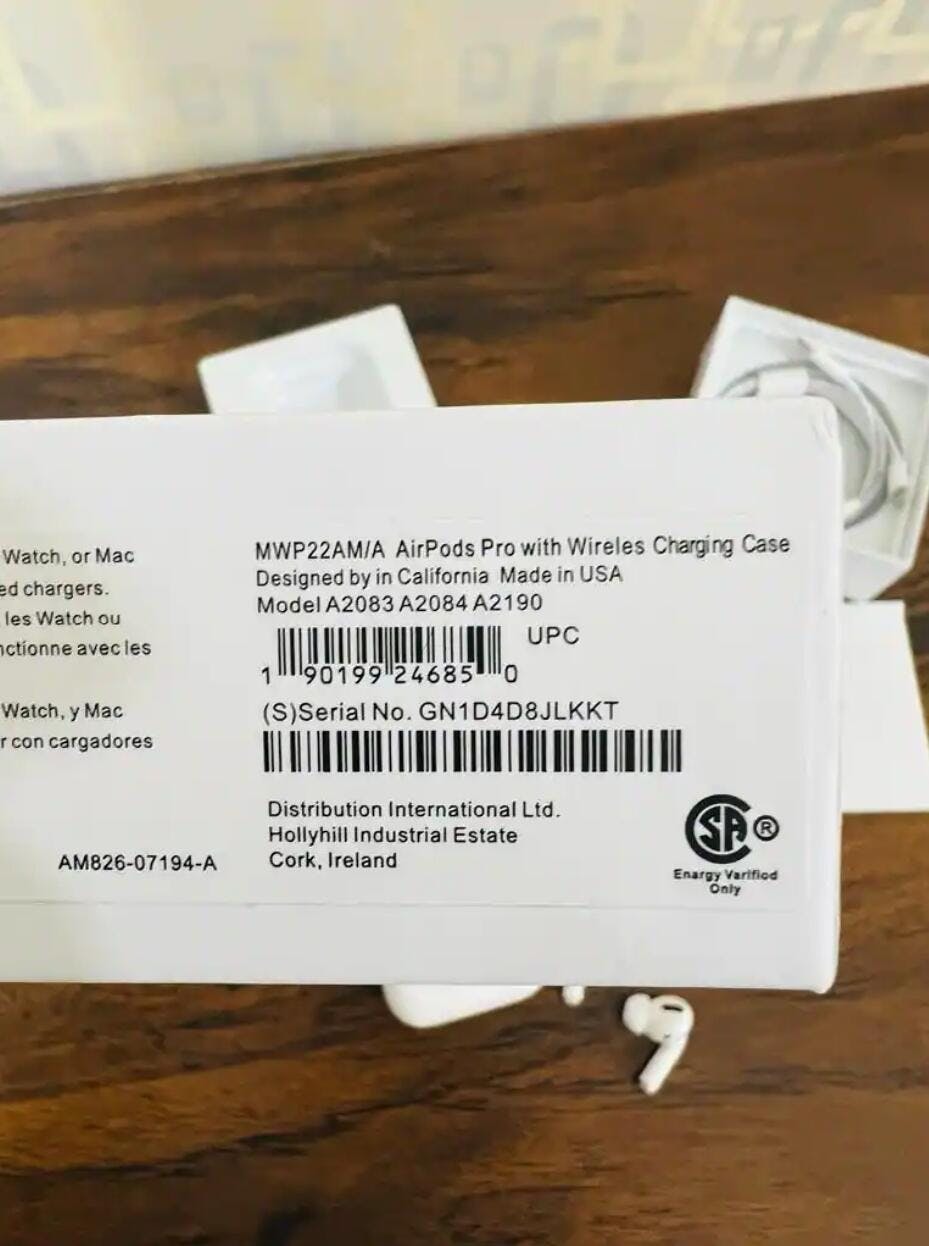 Watch, or Mac
ed chargers.
les Watch ou
nctionne avec les
Watch, y Mac
r con cargadores
AM826-07194-A
MWP22AM/A AirPods Pro with Wireles Charging Case
Designed by in California Made in USA
Model A2083 A2084 A2190
UPC
1 90199 24685 0
(S)Serial No. GN1D4D8JLKKT
Distribution International Ltd.
Hollyhill Industrial Estate
Cork, Ireland
SA ®
Enargy Varifiod
Only